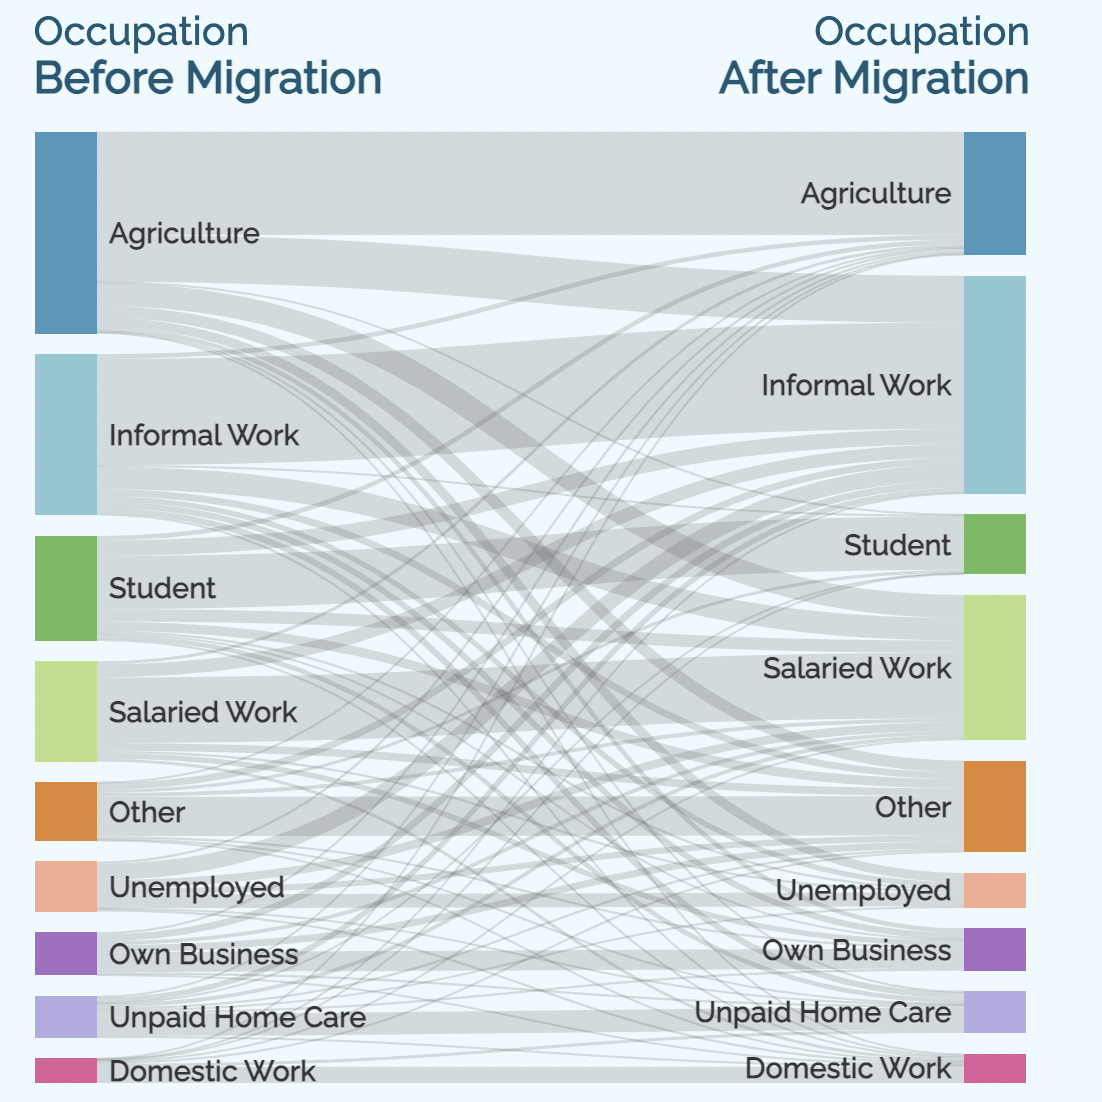 Occupation
Before Migration
Occupation
After Migration
Agriculture
Informal Work
Student
Salaried Work
Other
Unemployed
Own Business
Unpaid Home Care
Domestic Work
Agriculture
Informal Work
Student
Salaried Work
Other
Unemployed
Own Business
Unpaid Home Care
Domestic Work